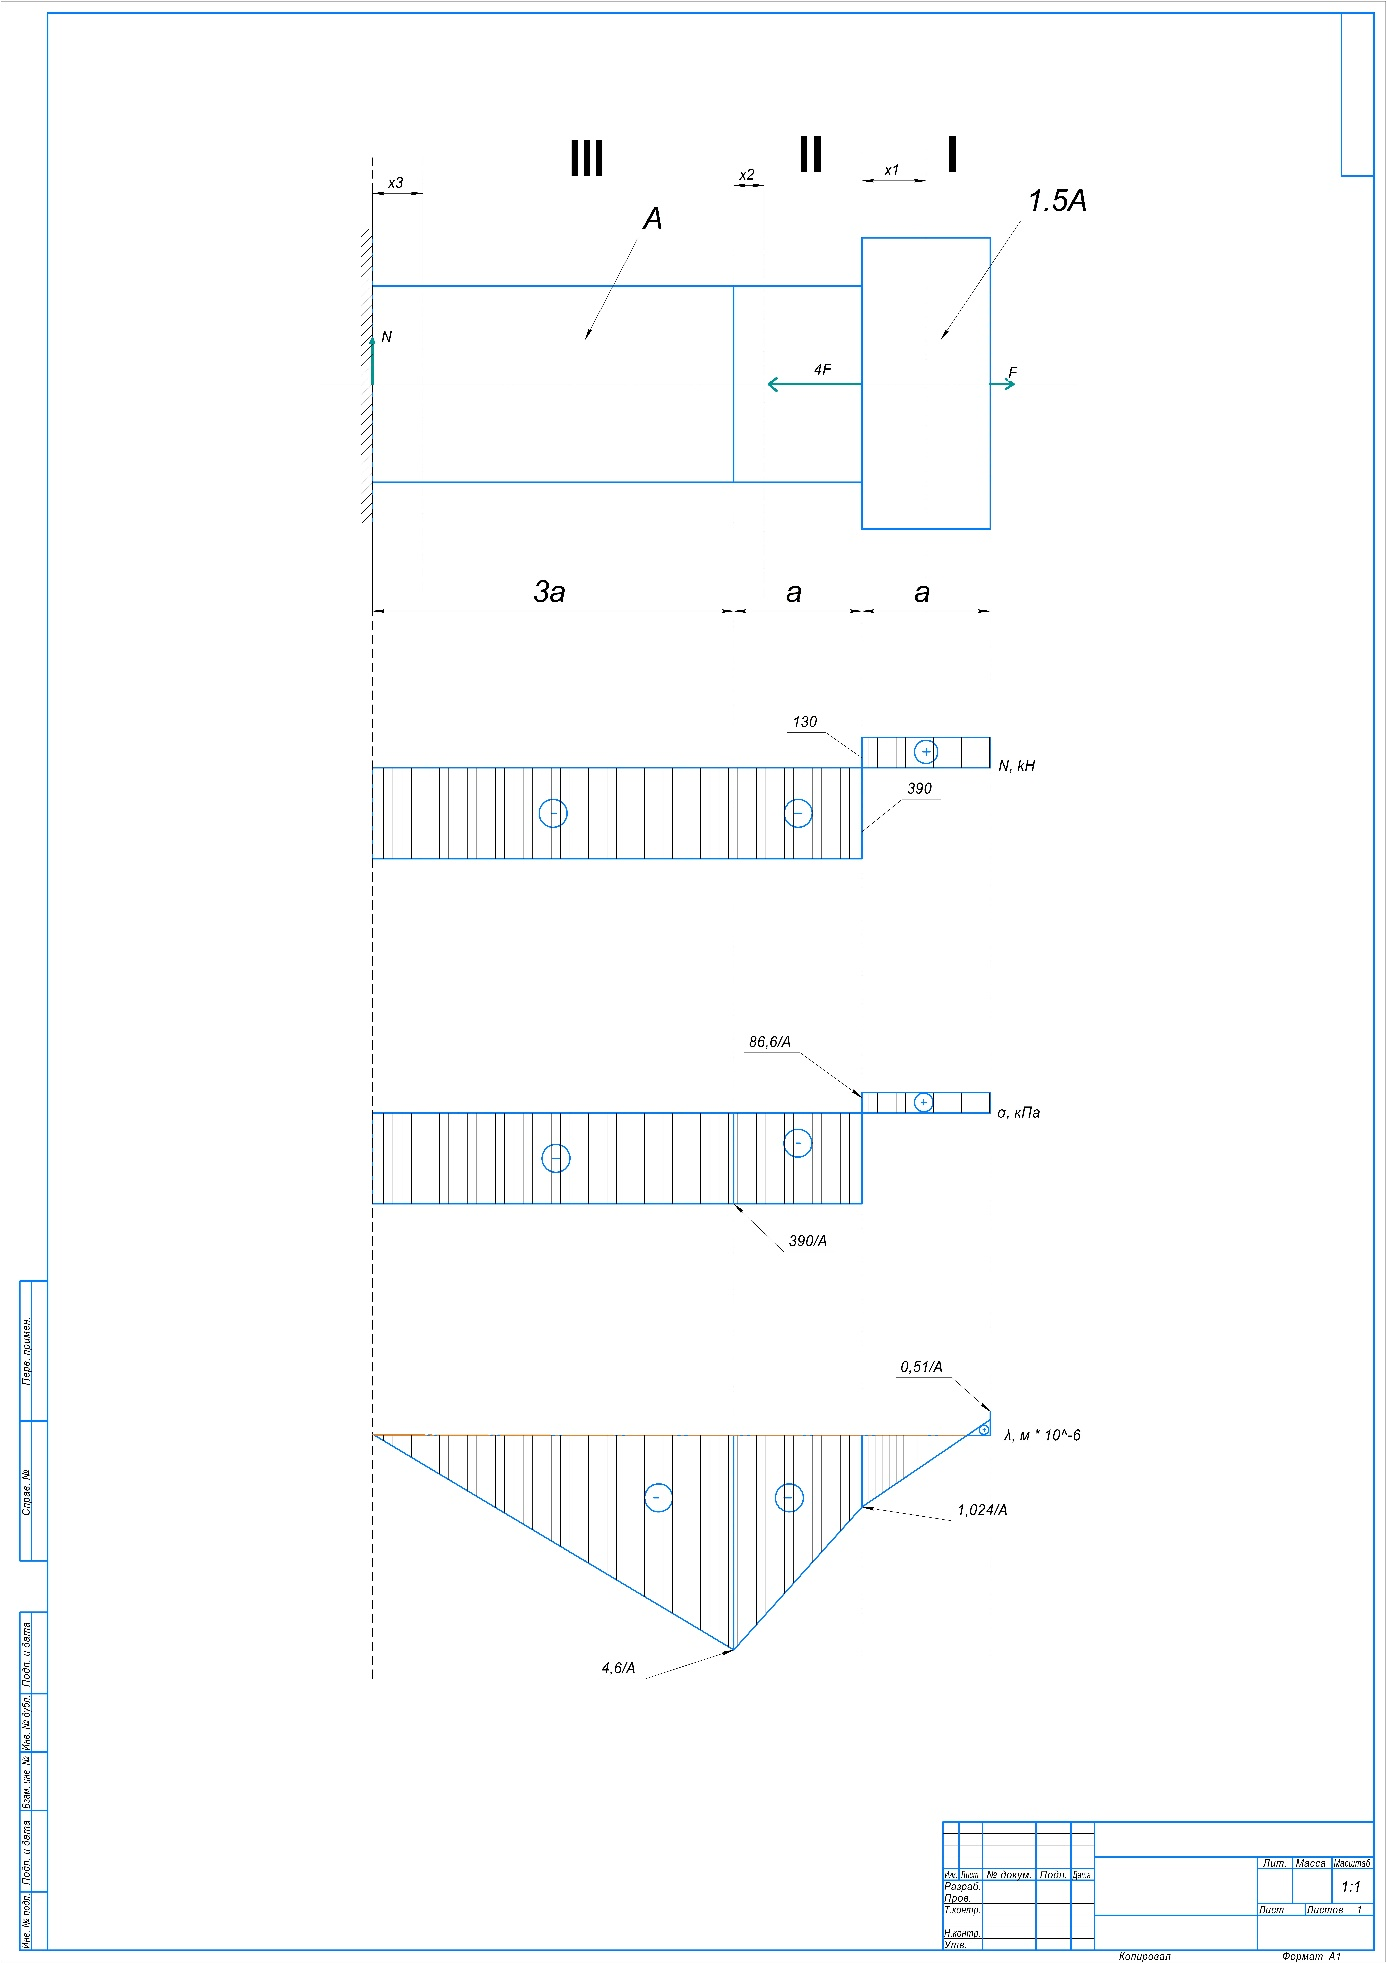 III
II
I
x3
x2
x1
A
1.5A
N
4F
F
3a
a
a
130
N, кН
390
-
-
+
86,6/A
σ, кПа
390/A
-
-
+
0,51/A
λ, м * 10^-6
1,024/A
4,6/A
-
-
+
Перв. примен.
Справ. №
Подп. и дата
Инв. № дубл.
Взам. инв. №
Подп. и дата
Инв. № подл.
Изм. Лист № докум. Подп. Дата
Разраб.
Пров.
Т.контр.
Н.контр.
Утв.
Лит. Масса Масштаб
1:1
Лист Листов 1
Копировал Формат A1